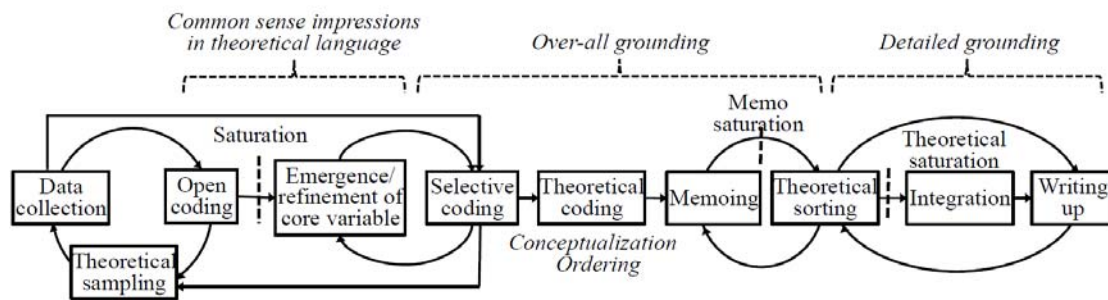 Common sense impressions
in theoretical language
Over-all grounding
Detailed grounding
Saturation
Memo
saturation
Theoretical
saturation
Data
collection
Open
coding
Emergence/
refinement of
core variable
Selective
coding
Theoretical
coding
Memoing
Theoretical
sorting
Integration
Writing
up
Theoretical
sampling
Conceptualization
Ordering